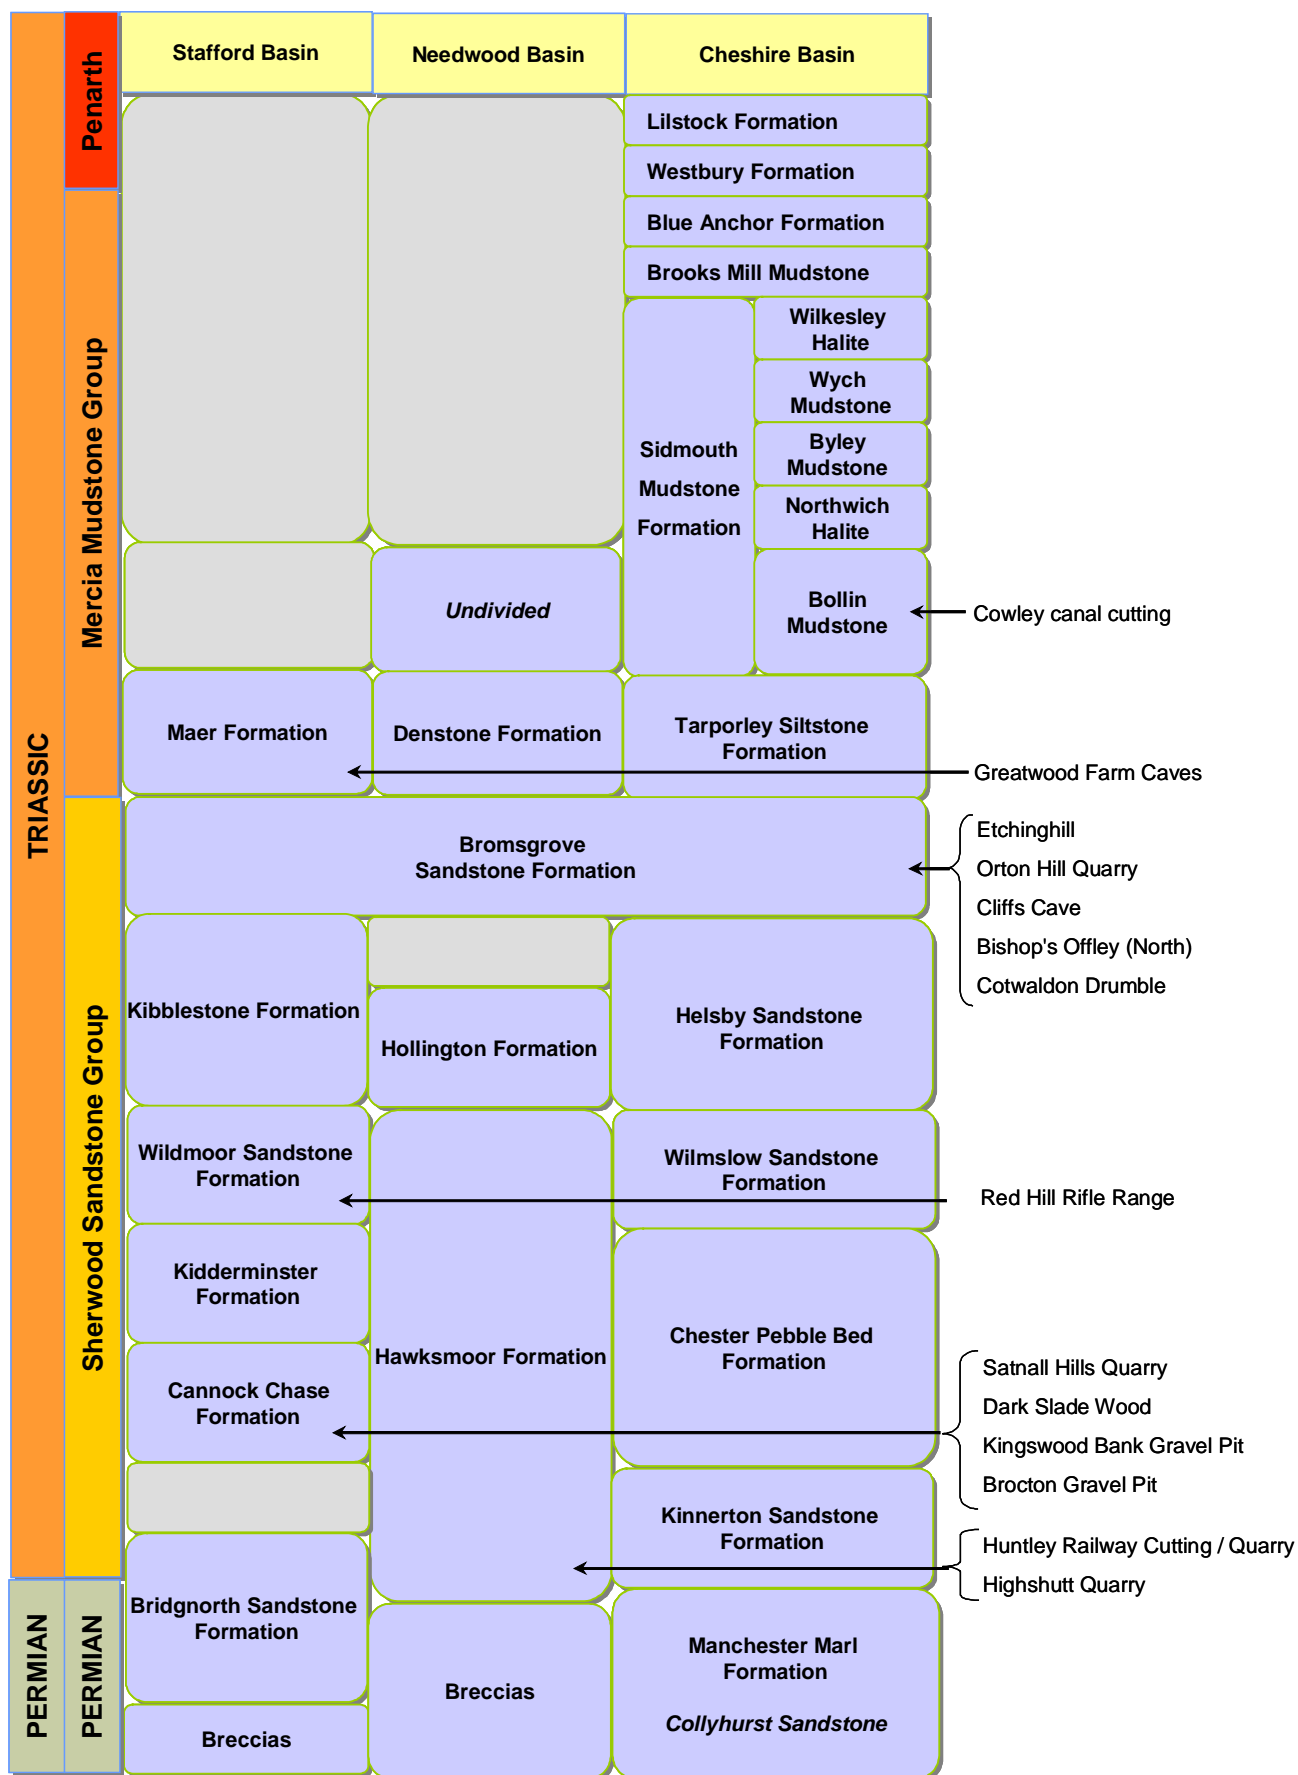 Stafford Basin
Needwood Basin
Cheshire Basin
TRIASSIC
PERMIAN
Penarth
Mercia Mudstone Group
Sherwood Sandstone Group
PERMIAN
Lilstock Formation
Westbury Formation
Blue Anchor Formation
Brooks Mill Mudstone
Sidmouth
Mudstone
Formation
Wilkesley
Halite
Wych
Mudstone
Byley
Mudstone
Northwich
Halite
Undivided
Bollin
Mudstone
Cowley canal cutting
Maer Formation
Denstone Formation
Tarporley Siltstone
Formation
Greatwood Farm Caves
Bromsgrove
Sandstone Formation
Etchinghill
Orton Hill Quarry
Cliffs Cave
Bishop's Offley (North)
Cotwaldon Drumble
Kibblestone Formation
Hollington Formation
Helsby Sandstone
Formation
Wildmoor Sandstone
Formation
Wilmslow Sandstone
Formation
Red Hill Rifle Range
Kidderminster
Formation
Hawksmoor Formation
Chester Pebble Bed
Formation
Cannock Chase
Formation
Satnall Hills Quarry
Dark Slade Wood
Kingswood Bank Gravel Pit
Brocton Gravel Pit
Kinnerton Sandstone
Formation
Huntley Railway Cutting / Quarry
Highshutt Quarry
Bridgnorth Sandstone
Formation
Breccias
Manchester Marl
Formation
Collyhurst Sandstone
Breccias